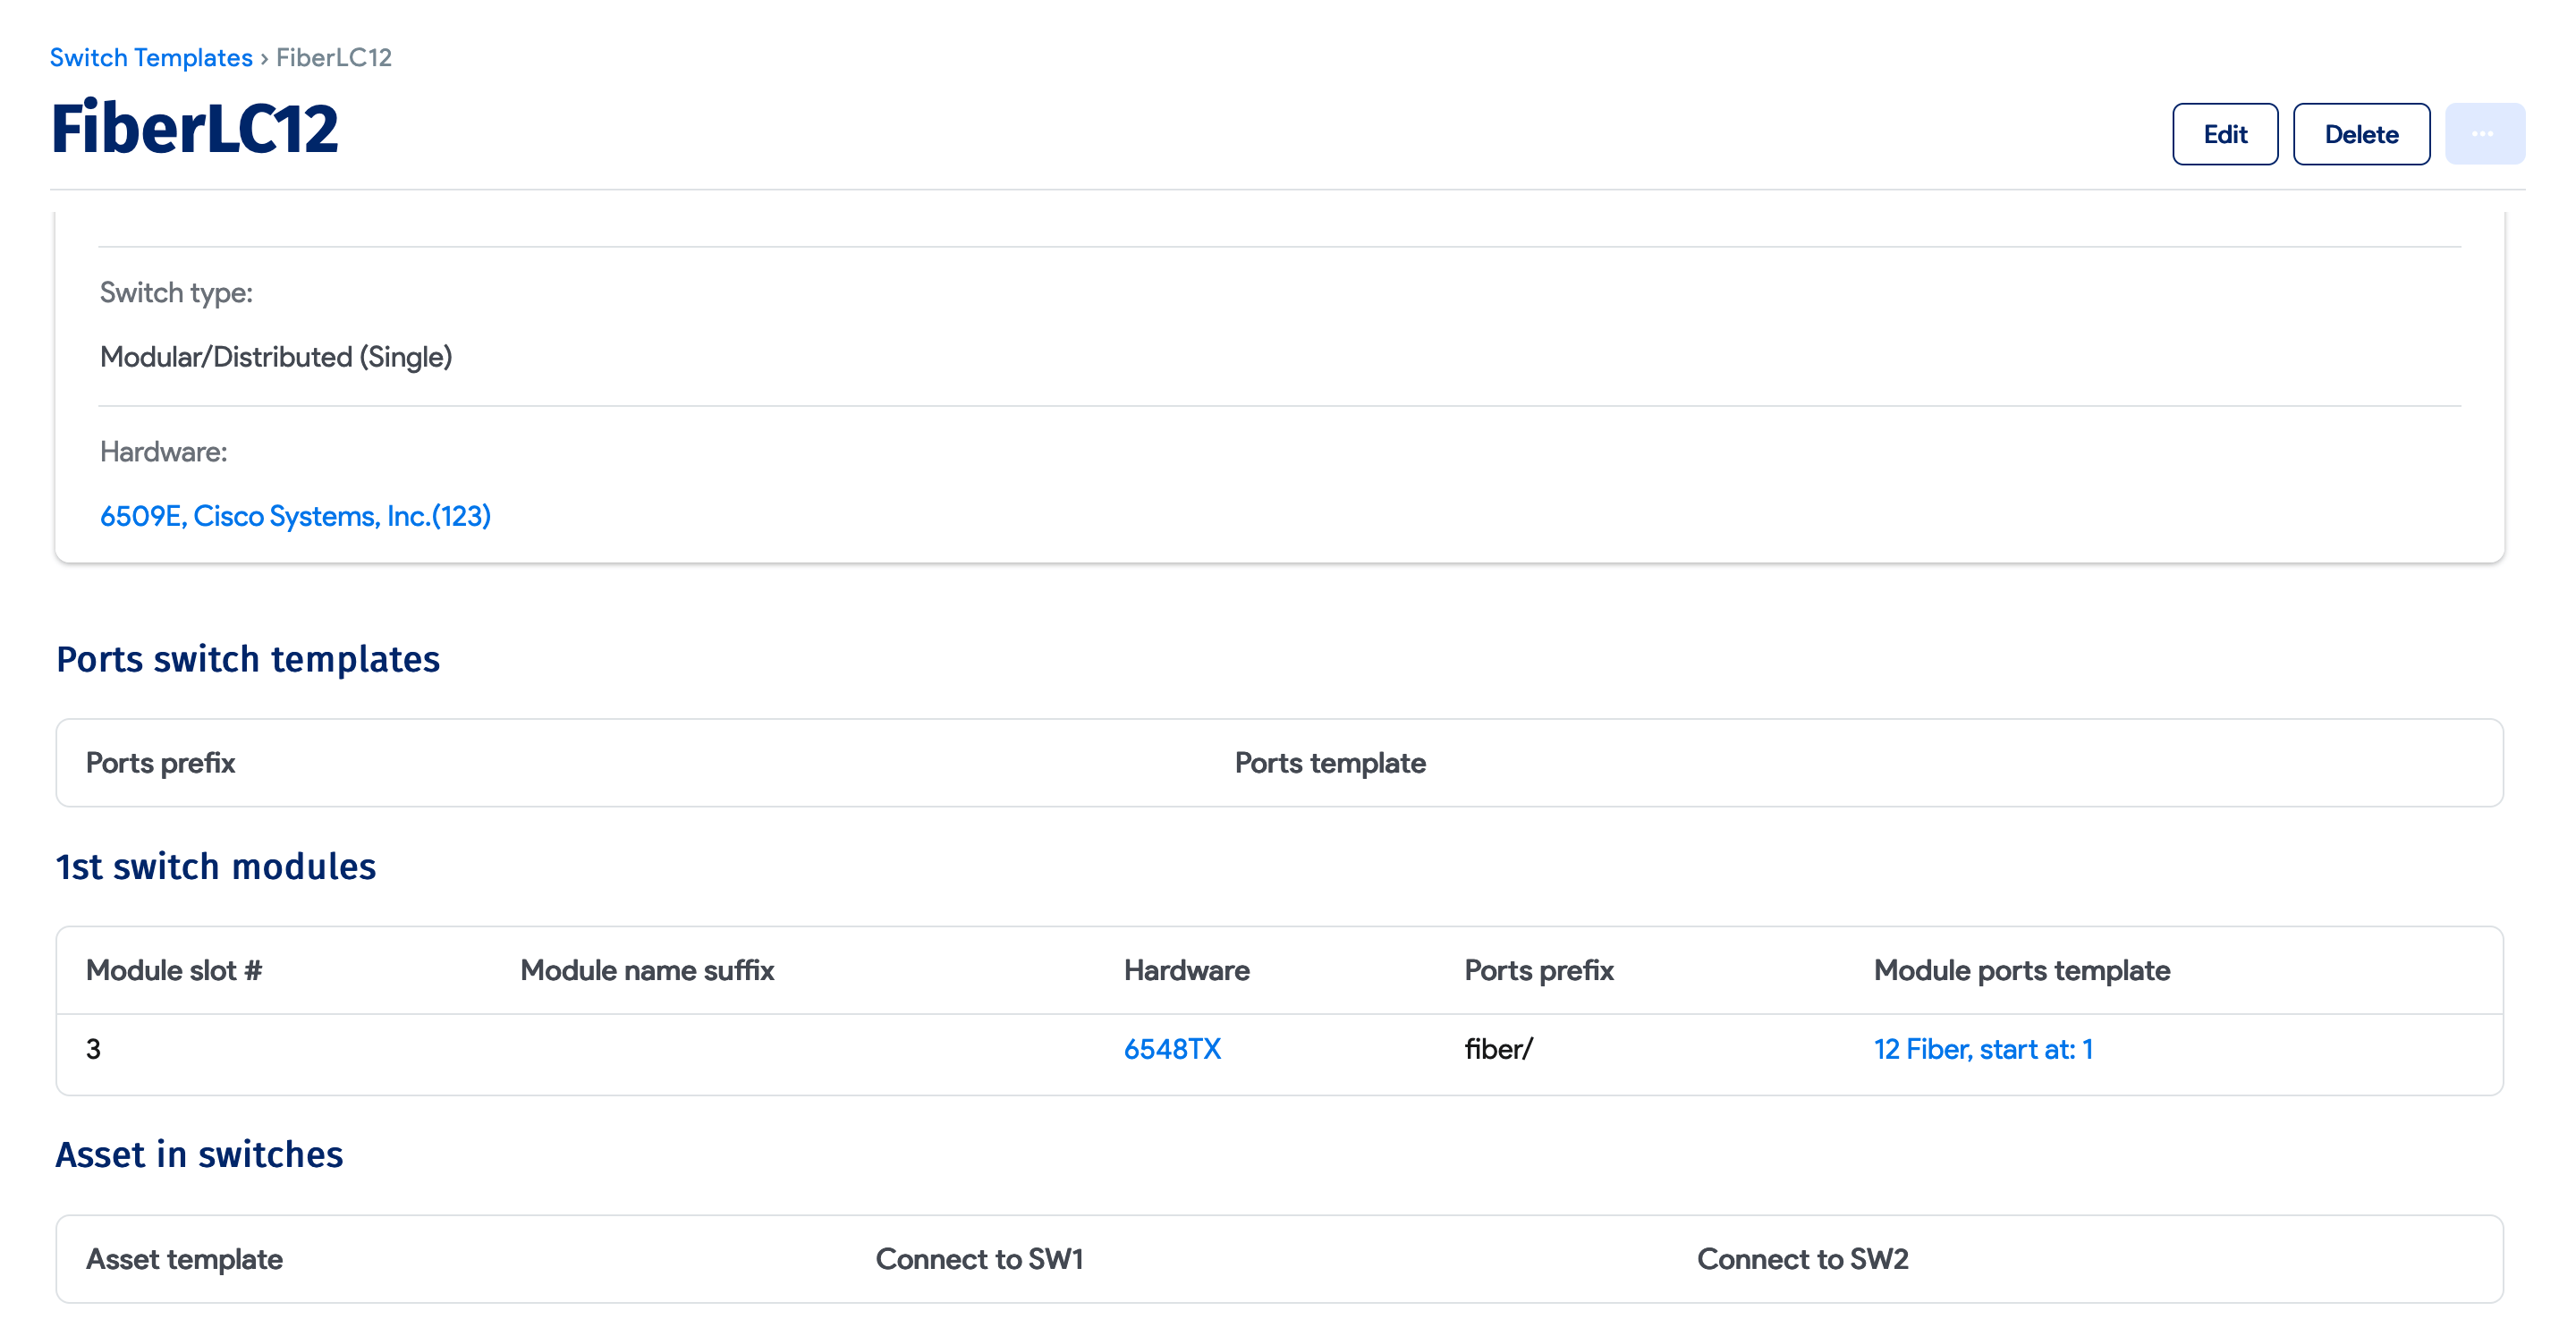 Switch Templates › FiberLC12
FiberLC12
Edit Delete ...
Switch type:
Modular/Distributed (Single)
Hardware:
6509E, Cisco Systems, Inc.(123)
Ports switch templates
Ports prefix Ports template
1st switch modules
Module slot # Module name suffix Hardware Ports prefix Module ports template
3 6548TX fiber/ 12 Fiber, start at: 1
Asset in switches
Asset template Connect to SW1 Connect to SW2